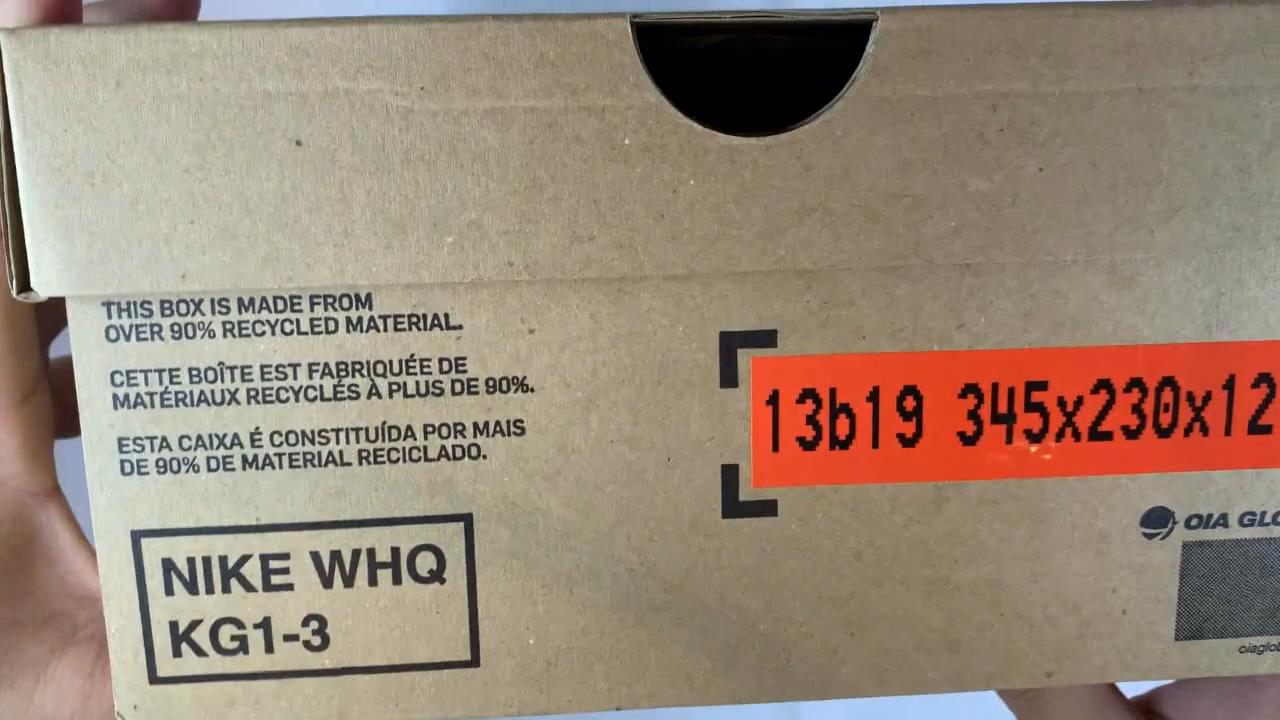 THIS BOX IS MADE FROM
OVER 90% RECYCLED MATERIAL.
CETTE BOÎTE EST FABRIQUÉE DE
MATÉRIAUX RECYCLÉS À PLUS DE 90%.
ESTA CAIXA É CONSTITUÍDA POR MAIS
DE 90% DE MATERIAL RECICLADO.
NIKE WHQ
KG1-3
13b19 345x230x12
OIA